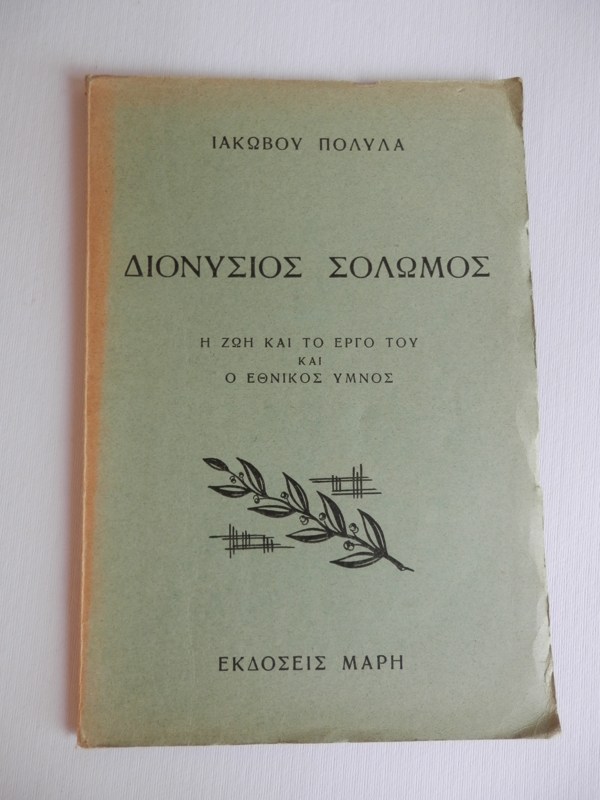 ΙΑΚΩΒΟΥ ΠΟΛΥΛΑ
ΔΙΟΝΥΣΙΟΣ ΣΟΛΩΜΟΣ
Η ΖΩΗ ΚΑΙ ΤΟ ΕΡΓΟ ΤΟΥ
ΚΑΙ
Ο ΕΘΝΙΚΟΣ ΥΜΝΟΣ
ΕΚΔΟΣΕΙΣ ΜΑΡΗ